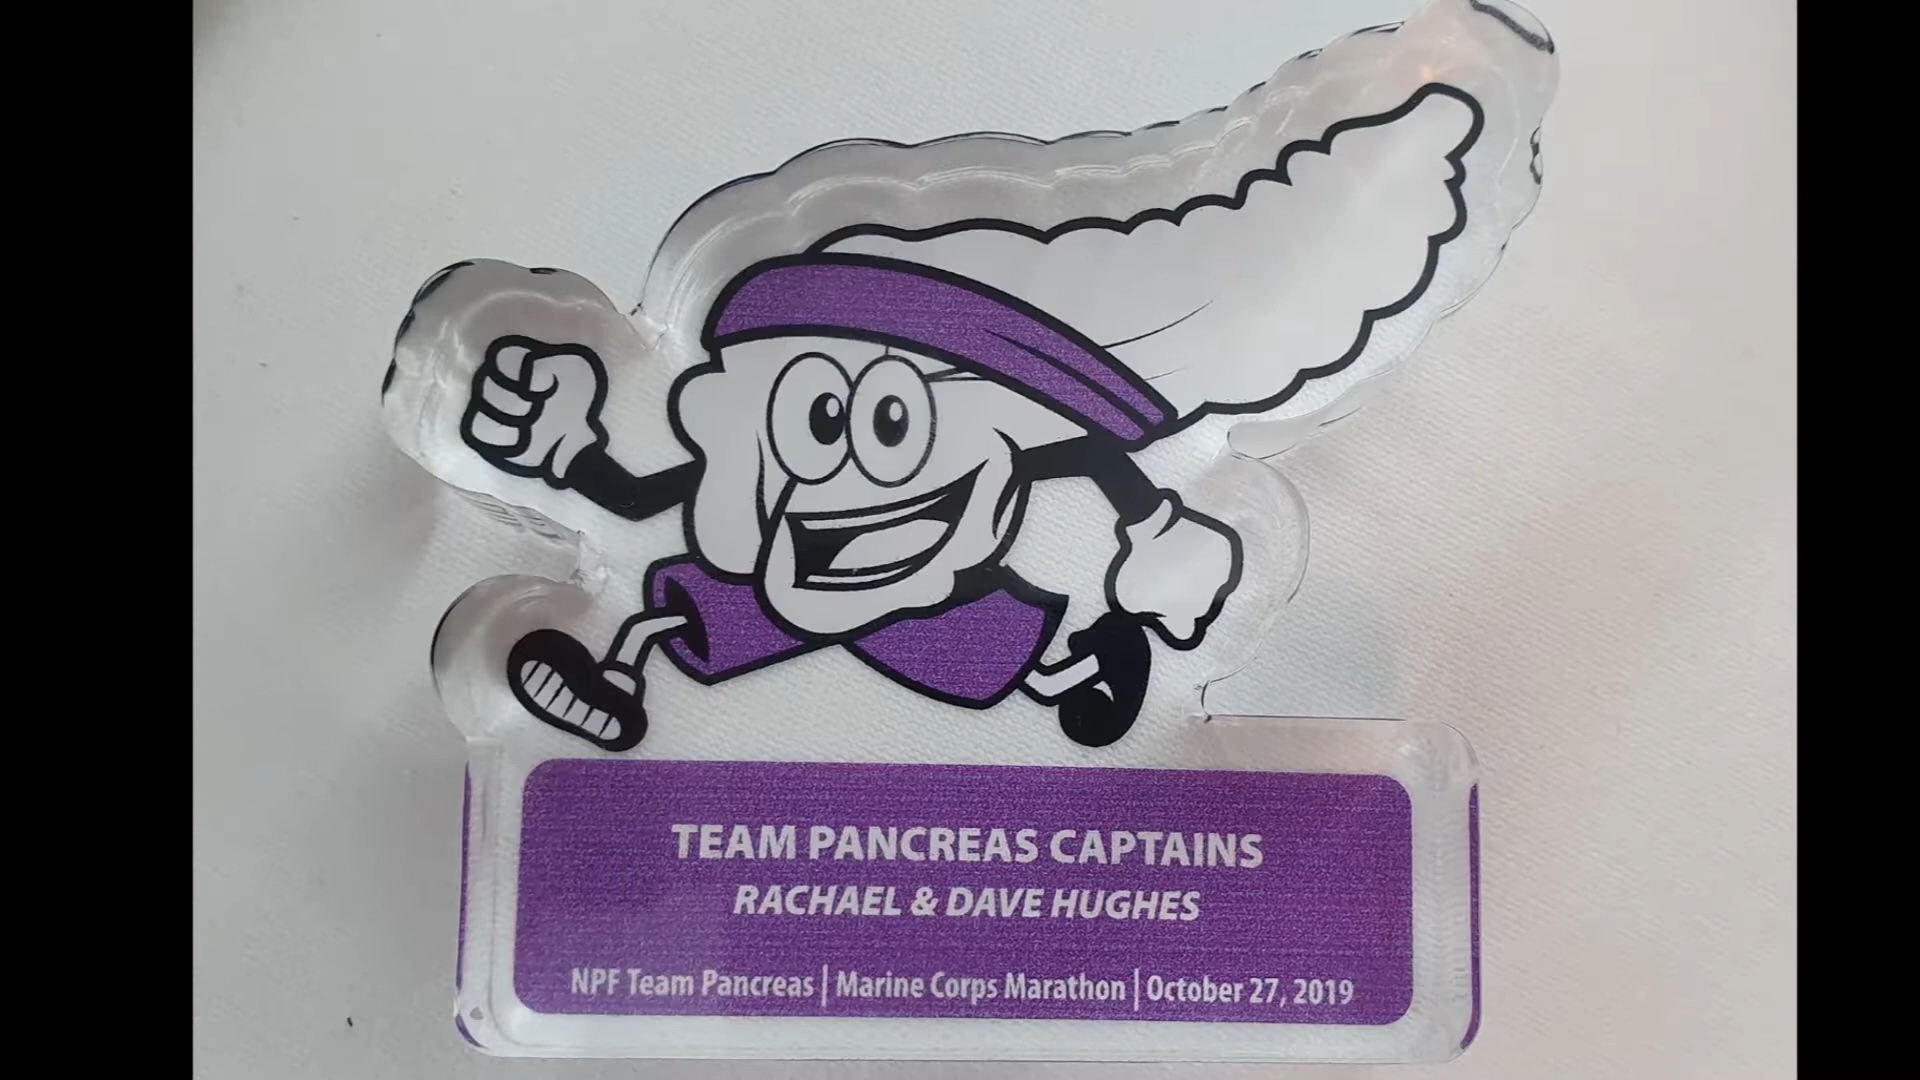 TEAM PANCREAS CAPTAINS
RACHAEL & DAVE HUGHES
NPF Team Pancreas | Marine Corps Marathon | October 27, 2019